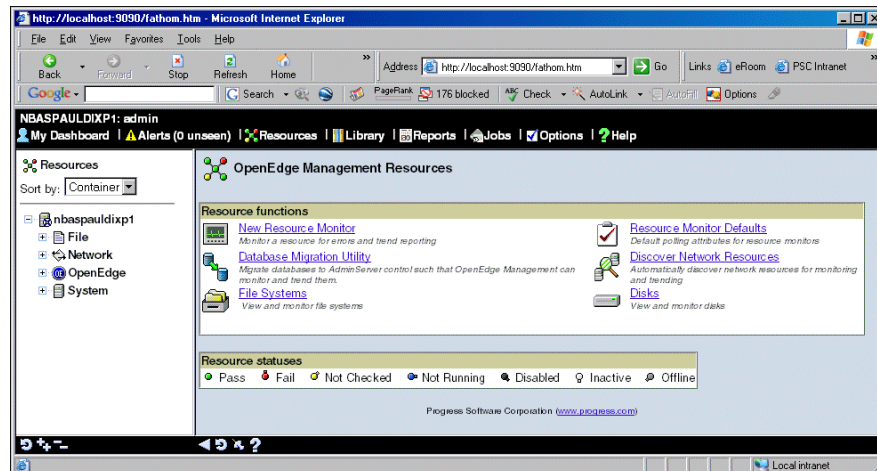 http://localhost:9090/fathom.htm - Microsoft Internet Explorer
File Edit View Favorites Tools Help
Back Forward Stop Refresh Home » Address http://localhost:9090/fathom.htm Go Links eRoom PSC Intranet »
Google - Search PageRank 176 blocked ABC Check AutoLink AutoFill Options
NBASPAULDIXP1: admin
My Dashboard | Alerts (0 unseen) | Resources | Library | Reports | Jobs | Options | Help
Resources
Sort by: Container
nbaspauldixp1
File
Network
OpenEdge
System
OpenEdge Management Resources
Resource functions
New Resource Monitor
Monitor a resource for errors and trend reporting
Resource Monitor Defaults
Default polling attributes for resource monitors
Database Migration Utility
Migrate databases to AdminServer control such that OpenEdge Management can
monitor and trend them.
Discover Network Resources
Automatically discover network resources for monitoring
and trending
File Systems
View and monitor file systems
Disks
View and monitor disks
Resource statuses
Pass Fail Not Checked Not Running Disabled Inactive Offline
Progress Software Corporation (www.progress.com)
Local intranet